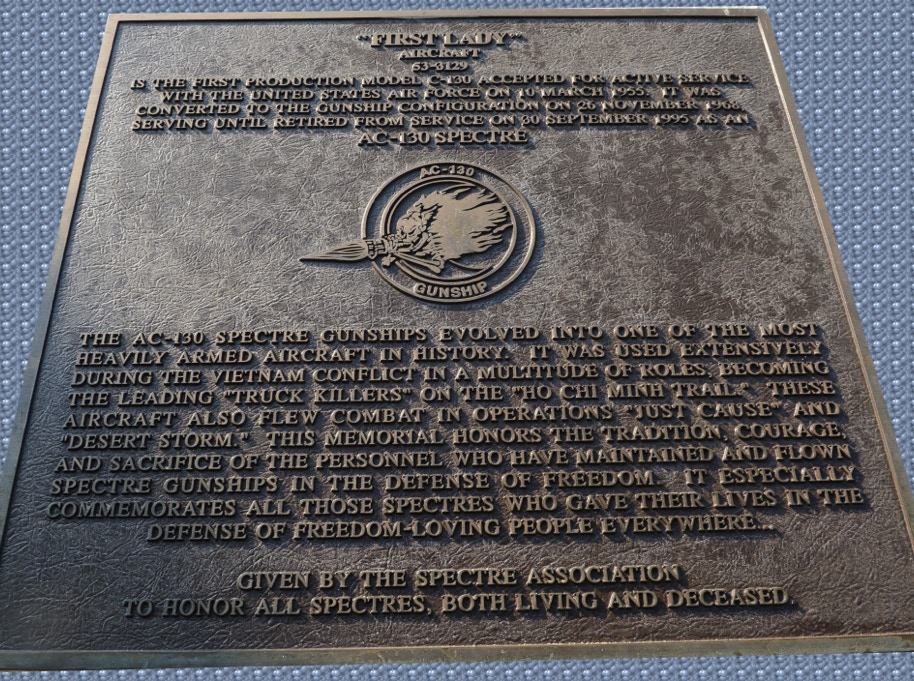 "FIRST LADY"
AIRCRAFT
63-3129
IS THE FIRST PRODUCTION MODEL C-130 ACCEPTED FOR ACTIVE SERVICE
WITH THE UNITED STATES AIR FORCE ON 10 MARCH 1955. IT WAS
CONVERTED TO THE GUNSHIP CONFIGURATION ON 26 NOVEMBER 1968,
SERVING UNTIL RETIRED FROM SERVICE ON 30 SEPTEMBER 1995 AS AN
AC-130 SPECTRE
AC-130
GUNSHIP
THE AC-130 SPECTRE GUNSHIPS EVOLVED INTO ONE OF THE MOST
HEAVILY ARMED AIRCRAFT IN HISTORY. IT WAS USED EXTENSIVELY
DURING THE VIETNAM CONFLICT IN A MULTITUDE OF ROLES, BECOMING
THE LEADING "TRUCK KILLERS" ON THE "HO CHI MINH TRAIL." THESE
AIRCRAFT ALSO FLEW COMBAT IN OPERATIONS "JUST CAUSE" AND
"DESERT STORM." THIS MEMORIAL HONORS THE TRADITION, COURAGE,
AND SACRIFICE OF THE PERSONNEL WHO HAVE MAINTAINED AND FLOWN
SPECTRE GUNSHIPS IN THE DEFENSE OF FREEDOM. IT ESPECIALLY
COMMEMORATES ALL THOSE SPECTRES WHO GAVE THEIR LIVES IN THE
DEFENSE OF FREEDOM-LOVING PEOPLE EVERYWHERE...
GIVEN BY THE SPECTRE ASSOCIATION
TO HONOR ALL SPECTRES, BOTH LIVING AND DECEASED.